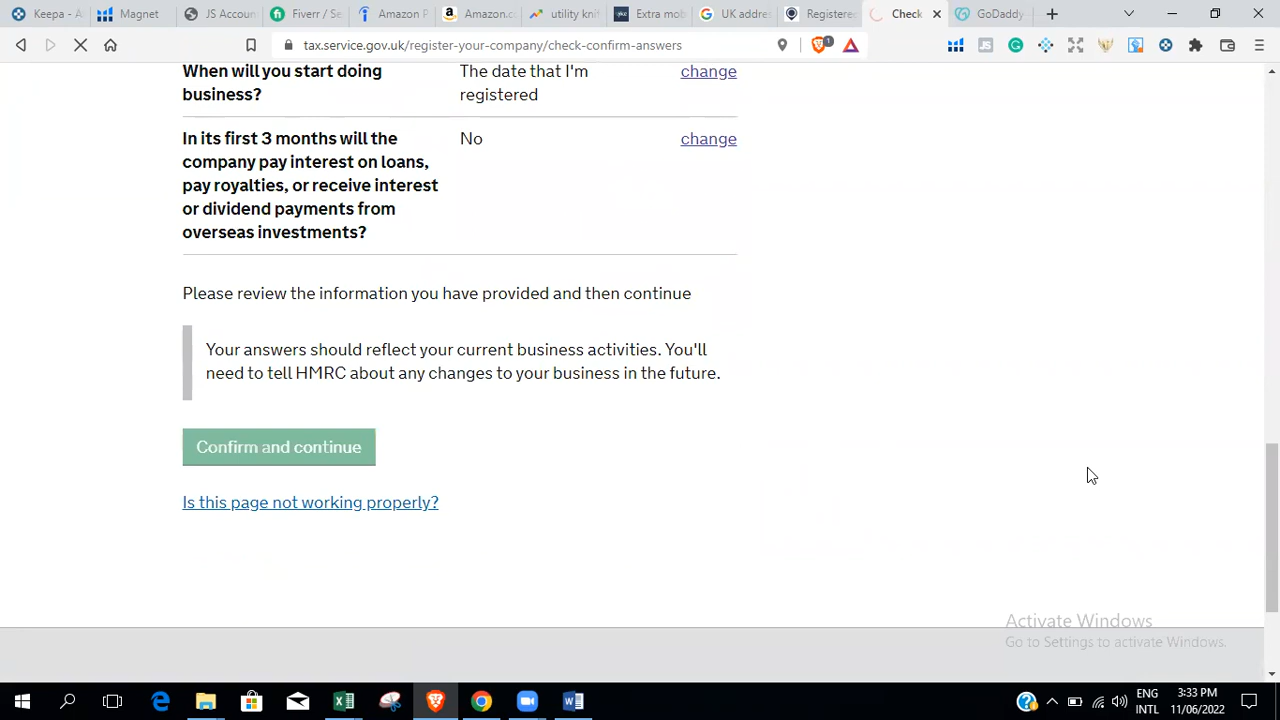 Keepa - A
Magnet
JS Accoun
Fiverr / Se
Amazon P
Amazon.c
utility knif
Extra mob
UK addre
Registere
Check
GoDaddy
tax.service.gov.uk/register-your-company/check-confirm-answers
1
When will you start doing business?
The date that I'm registered
change
In its first 3 months will the
company pay interest on loans,
pay royalties, or receive interest
or dividend payments from
overseas investments?
No
change
Please review the information you have provided and then continue
Your answers should reflect your current business activities. You'll
need to tell HMRC about any changes to your business in the future.
Confirm and continue
Is this page not working properly?
Activate Windows
Go to Settings to activate Windows.
ENG
INTL
3:33 PM
11/06/2022